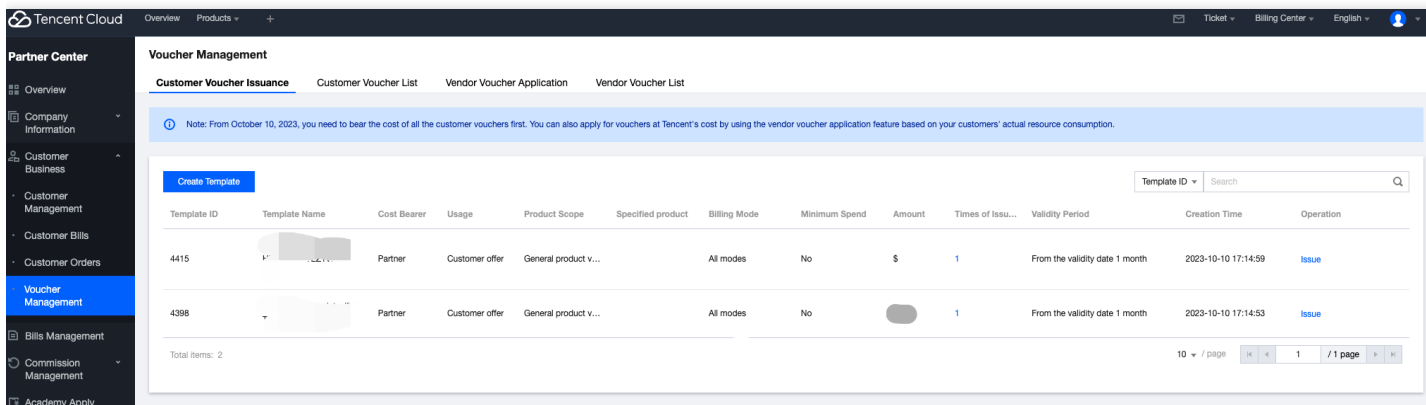 Tencent Cloud Overview Products + Ticket Billing Center English
Partner Center
Overview
Company
Information
Customer
Business
Customer
Management
Customer Bills
Customer Orders
Voucher
Management
Bills Management
Commission
Management
Academy Apply
Voucher Management
Customer Voucher Issuance Customer Voucher List Vendor Voucher Application Vendor Voucher List
Note: From October 10, 2023, you need to bear the cost of all the customer vouchers first. You can also apply for vouchers at Tencent's cost by using the vendor voucher application feature based on your customers' actual resource consumption.
Create Template Template ID Search
Template ID Template Name Cost Bearer Usage Product Scope Specified product Billing Mode Minimum Spend Amount Times of Issu... Validity Period Creation Time Operation
4415 Partner Customer offer General product v... All modes No $ 1 From the validity date 1 month 2023-10-10 17:14:59 Issue
4398 Partner Customer offer General product v... All modes No 1 From the validity date 1 month 2023-10-10 17:14:53 Issue
Total items: 2 10 / page 1 / 1 page